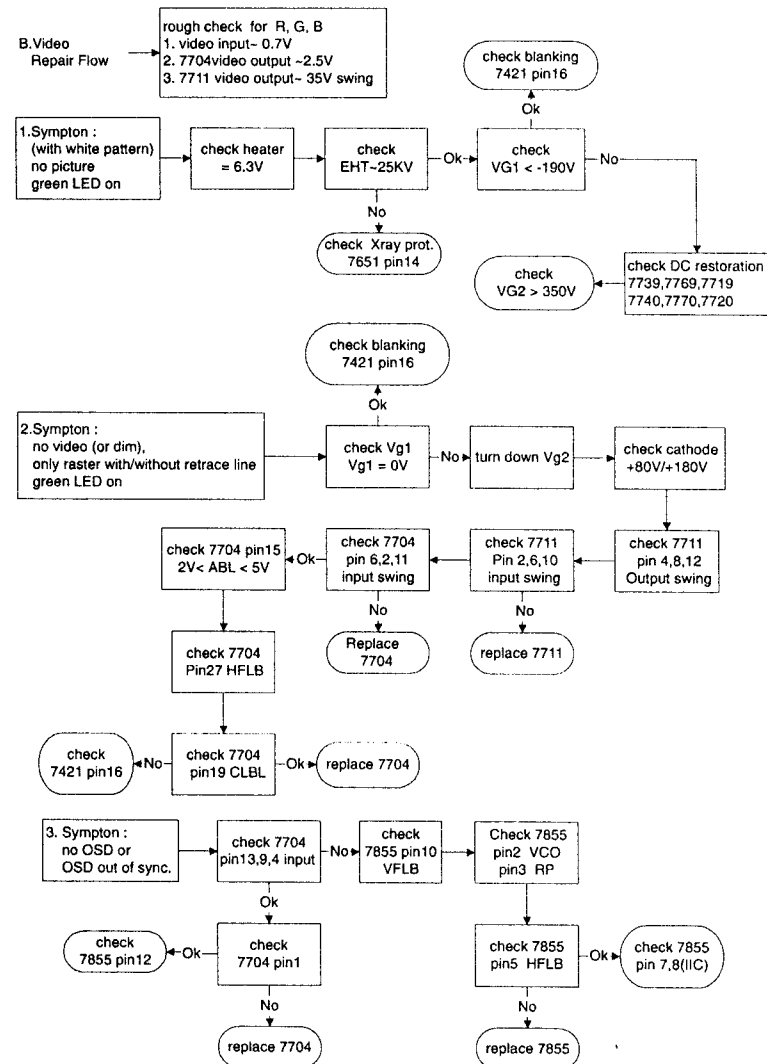 B.Video
Repair Flow
rough check for R, G, B
1. video input~ 0.7V
2. 7704video output ~2.5V
3. 7711 video output~ 35V swing
check blanking
7421 pin16
Ok
1.Sympton :
(with white pattern)
no picture
green LED on
check heater
= 6.3V
check
EHT~25KV
Ok
check
VG1 < -190V
No
No
check Xray prot.
7651 pin14
check
VG2 > 350V
check DC restoration
7739,7769,7719
7740,7770,7720
check blanking
7421 pin16
Ok
2.Sympton :
no video (or dim),
only raster with/without retrace line
green LED on
check Vg1
Vg1 = 0V
No
turn down Vg2
check cathode
+80V/+180V
check 7704 pin15
2V< ABL < 5V
Ok
check 7704
pin 6,2,11
input swing
check 7711
Pin 2,6,10
input swing
check 7711
pin 4,8,12
Output swing
No
No
Replace
7704
replace 7711
check 7704
Pin27 HFLB
check
7421 pin16
No
check 7704
pin19 CLBL
Ok
replace 7704
3. Sympton :
no OSD or
OSD out of sync.
check 7704
pin13,9,4 input
No
check
7855 pin10
VFLB
Check 7855
pin2 VCO
pin3 RP
Ok
check
7855 pin12
Ok
check
7704 pin1
check 7855
pin5 HFLB
Ok
check 7855
pin 7,8(IIC)
No
No
replace 7704
replace 7855